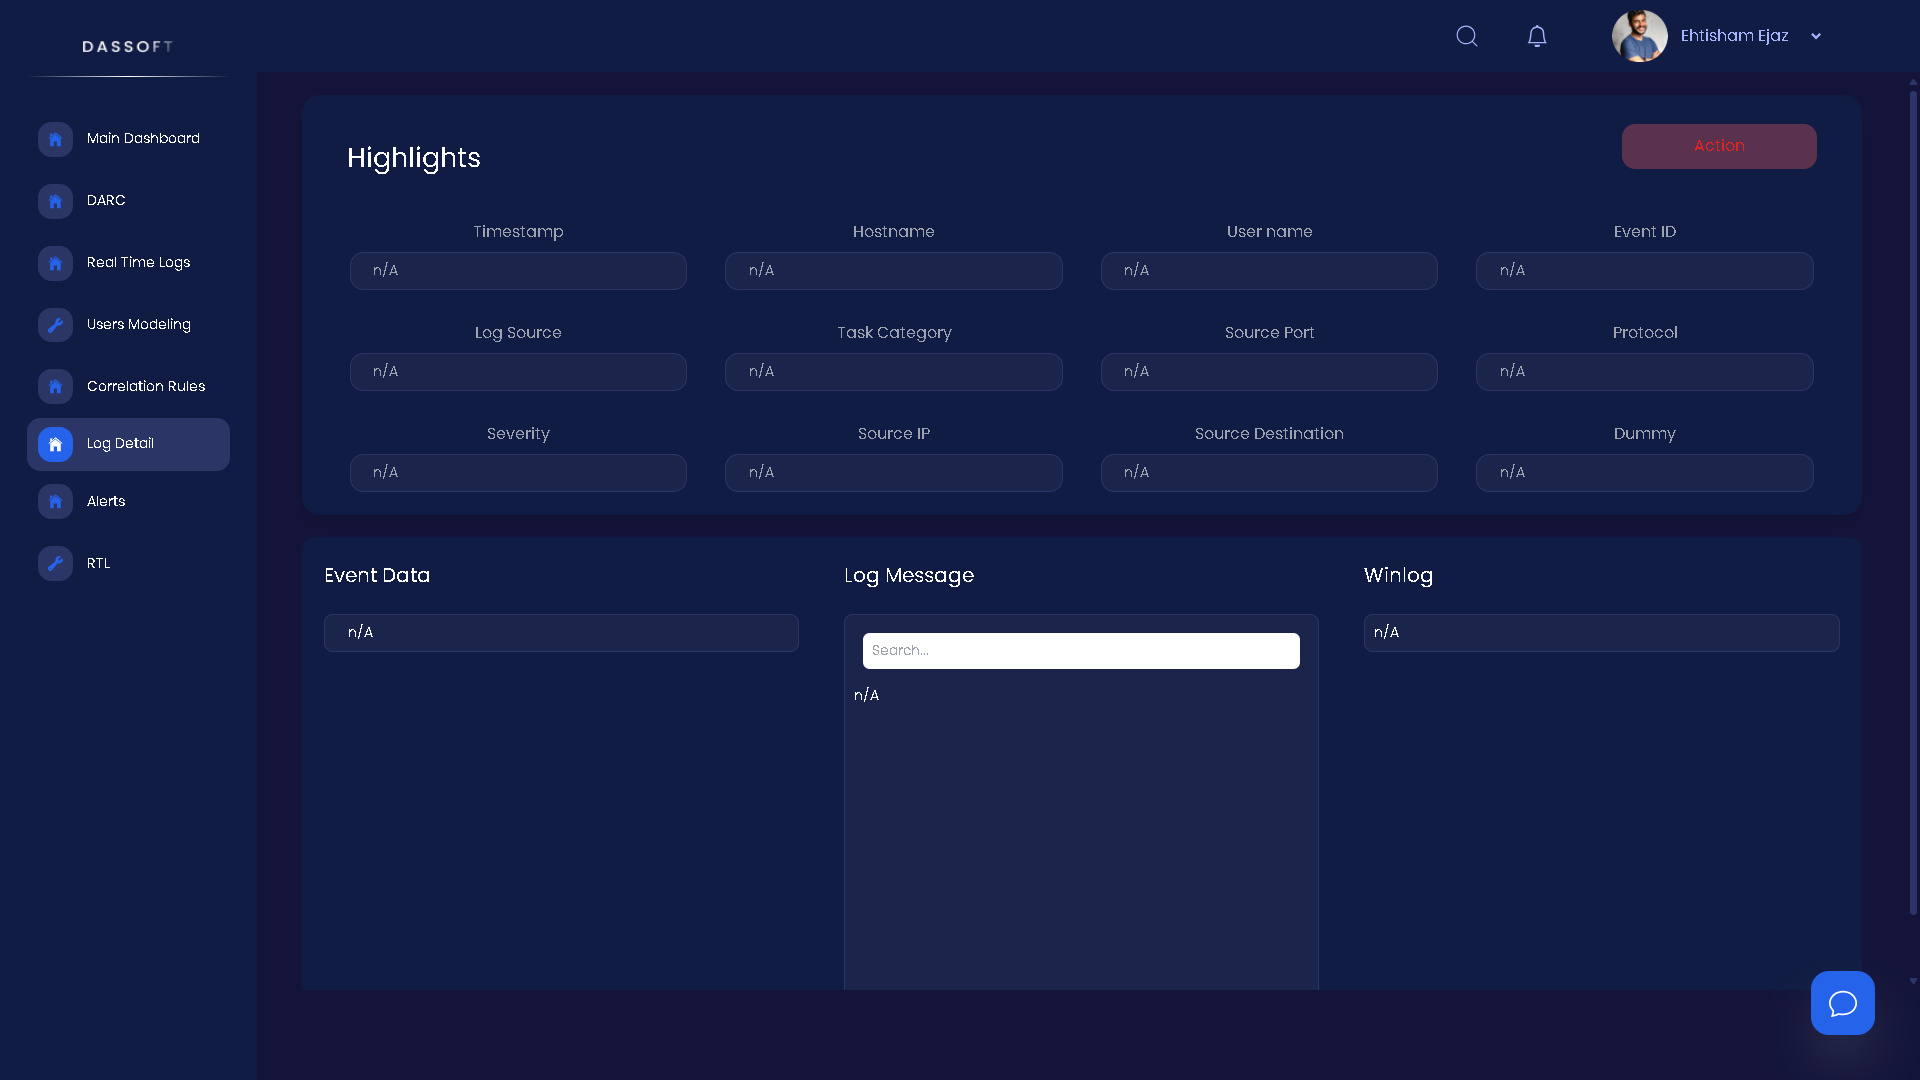 DASSOFT
Ehtisham Ejaz
Main Dashboard
DARC
Real Time Logs
Users Modeling
Correlation Rules
Log Detail
Alerts
RTL
Highlights
Action
Timestamp Hostname User name Event ID
n/A n/A n/A n/A
Log Source Task Category Source Port Protocol
n/A n/A n/A n/A
Severity Source IP Source Destination Dummy
n/A n/A n/A n/A
Event Data
n/A
Log Message
Search...
n/A
Winlog
n/A